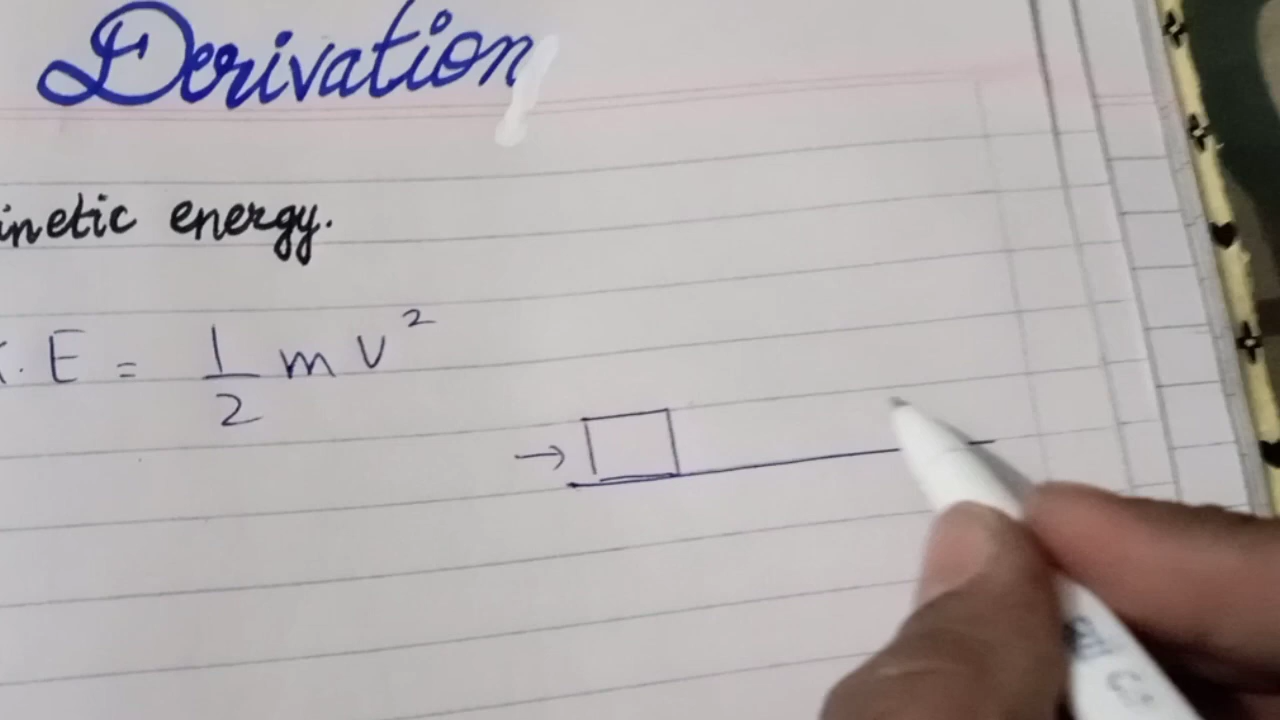 Derivation
inetic energy.
. E = 1/2 m v²